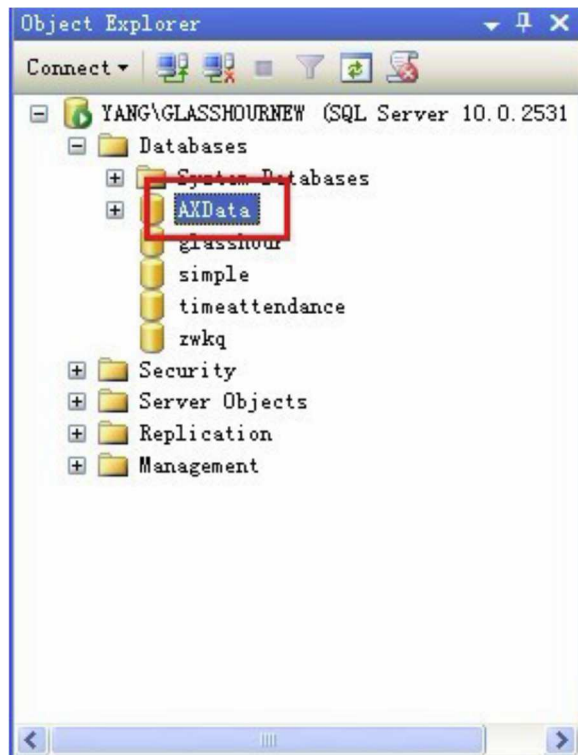 Object Explorer
Connect
YANG\GLASSHOURNEW (SQL Server 10.0.2531
Databases
System Databases
AXData
glasshour
simple
timeattendance
zwkq
Security
Server Objects
Replication
Management